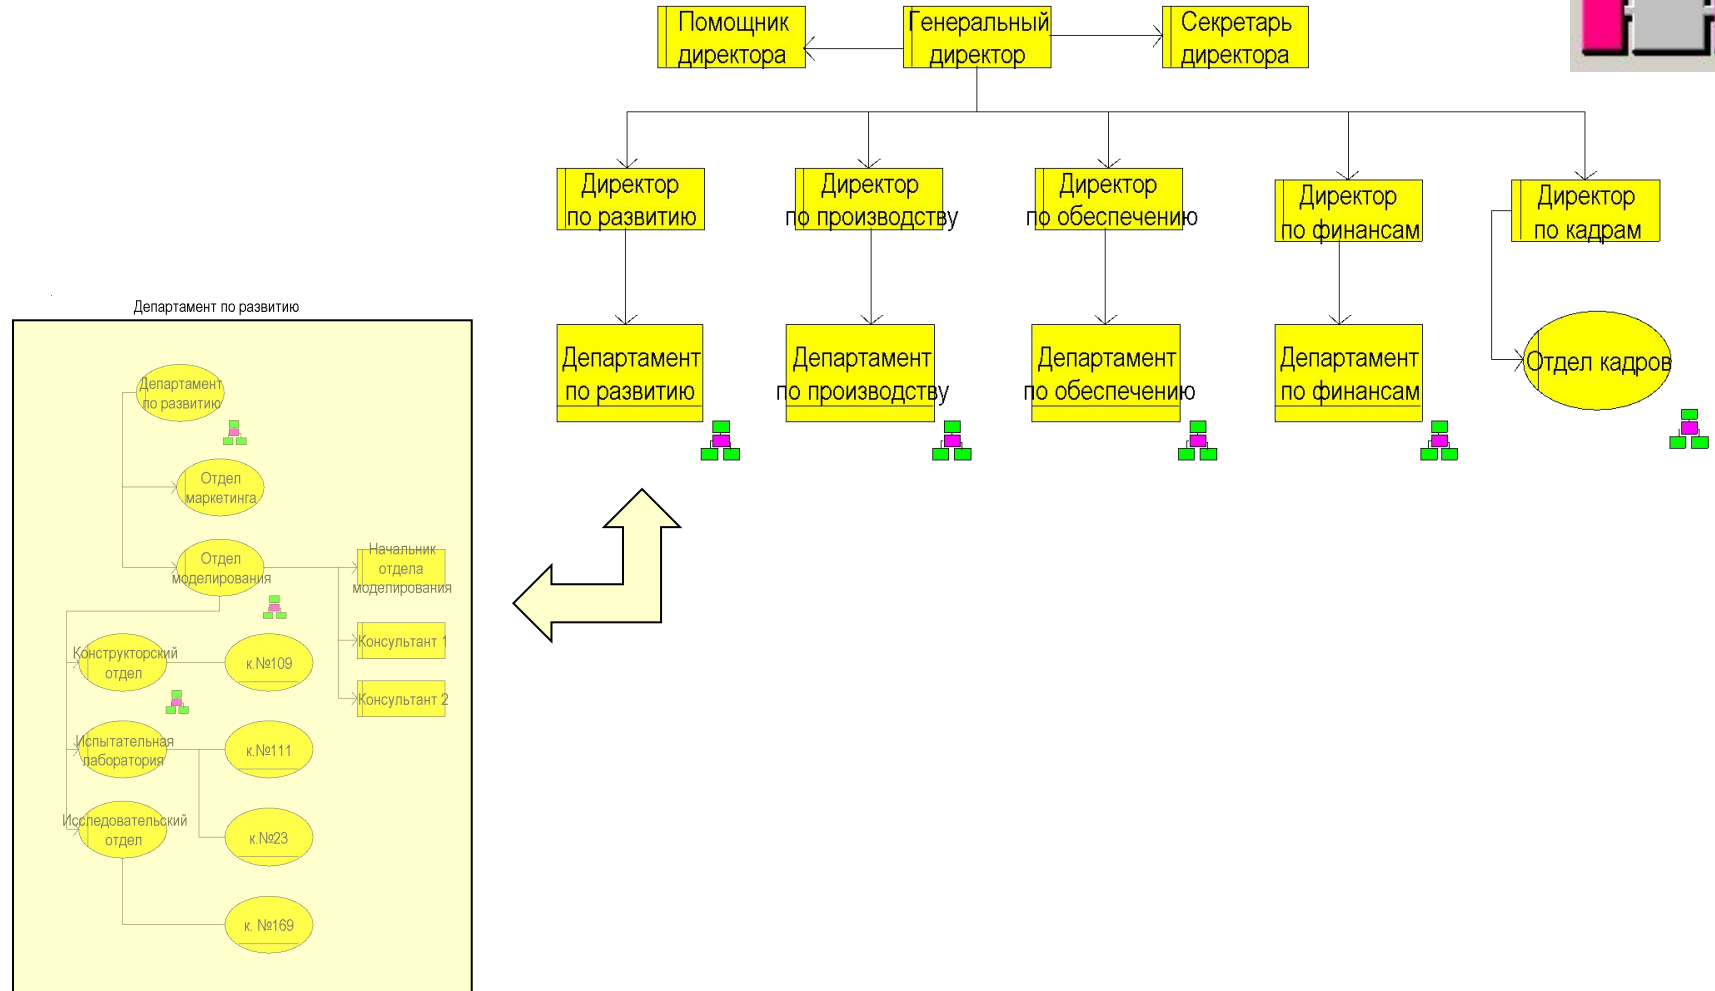 Помощник
директора
Генеральный
директор
Секретарь
директора
Директор
по развитию
Директор
по производству
Директор
по обеспечению
Директор
по финансам
Директор
по кадрам
Департамент
по развитию
Департамент
по производству
Департамент
по обеспечению
Департамент
по финансам
Отдел кадров
Департамент по развитию
Департамент
по развитию
Отдел
маркетинга
Отдел
моделирования
Начальник
отдела
моделирования
Консультант 1
Консультант 2
Конструкторский
отдел
к.№109
Испытательная
лаборатория
к.№111
Исследовательский
отдел
к.№23
к. №169